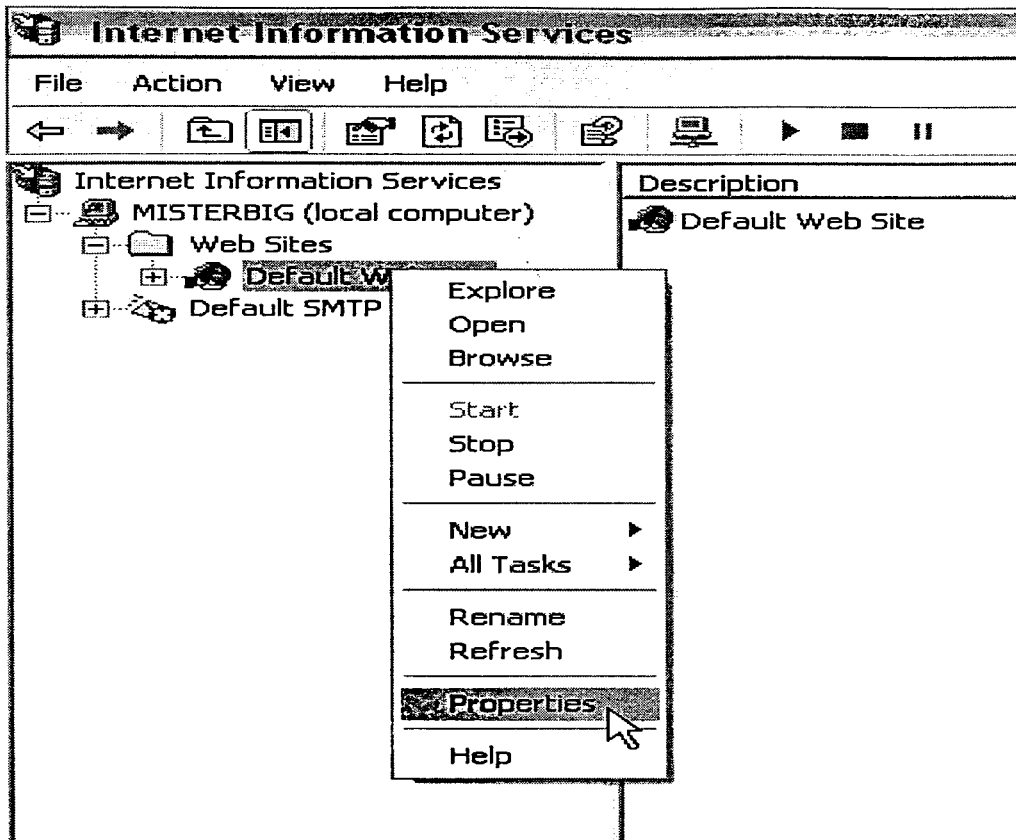 Internet Information Services
File Action View Help
Internet Information Services
MISTERBIG (local computer)
Web Sites
Default W
Default SMTP
Description
Default Web Site
Explore
Open
Browse
Start
Stop
Pause
New
All Tasks
Rename
Refresh
Properties
Help